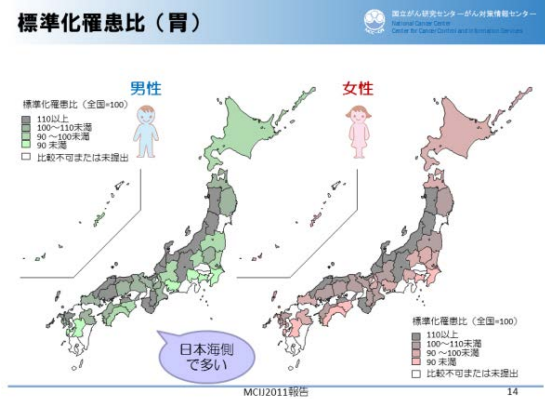 標準化罹患比（胃）
国立がん研究センターがん対策情報センター
National Cancer Center
Center for Cancer Control and Information Services
男性
女性
標準化罹患比（全国=100）
110以上
100～110未満
90 ～100未満
90 未満
比較不可または未提出
標準化罹患比（全国=100）
110以上
100～110未満
90 ～100未満
90 未満
比較不可または未提出
日本海側
で多い
MCIJ2011報告
14